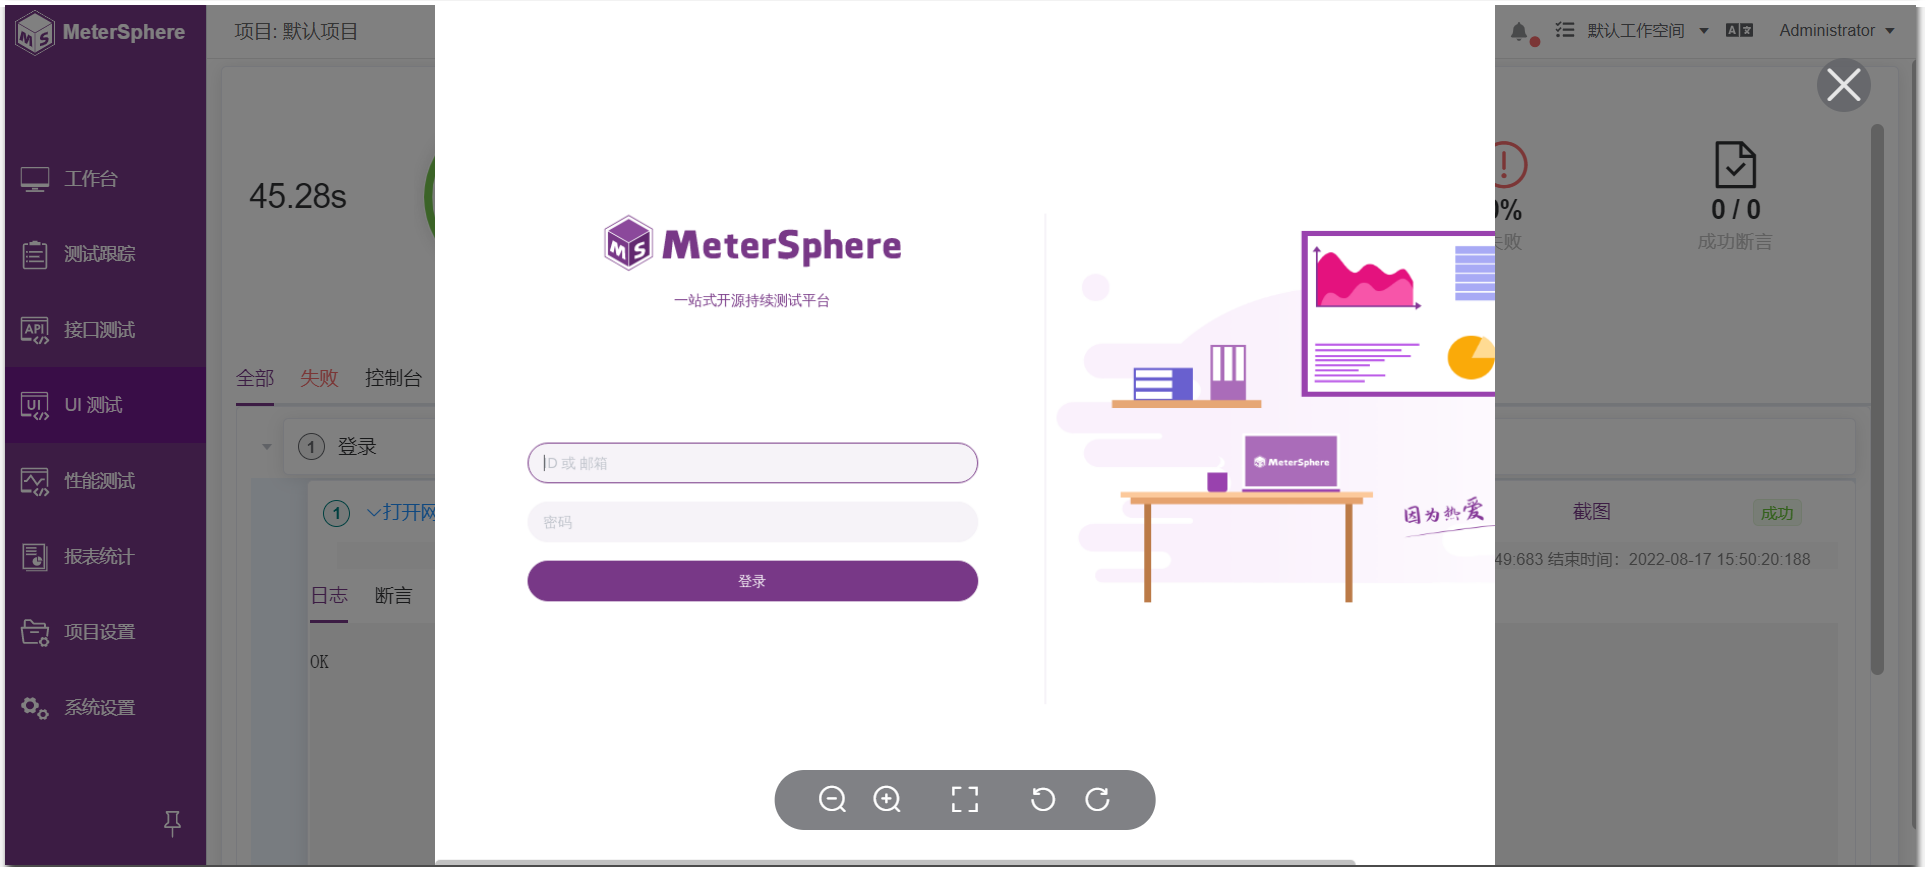 MeterSphere
项目: 默认项目
默认工作空间
Administrator
工作台
测试跟踪
接口测试
UI 测试
性能测试
报表统计
项目设置
系统设置
45.28s
0 / 0
成功断言
全部 失败 控制台
1 登录
1 打开网
截图
成功
49:683 结束时间：2022-08-17 15:50:20:188
日志 断言
OK
MeterSphere
一站式开源持续测试平台
ID 或 邮箱
密码
登录
MeterSphere
因为热爱